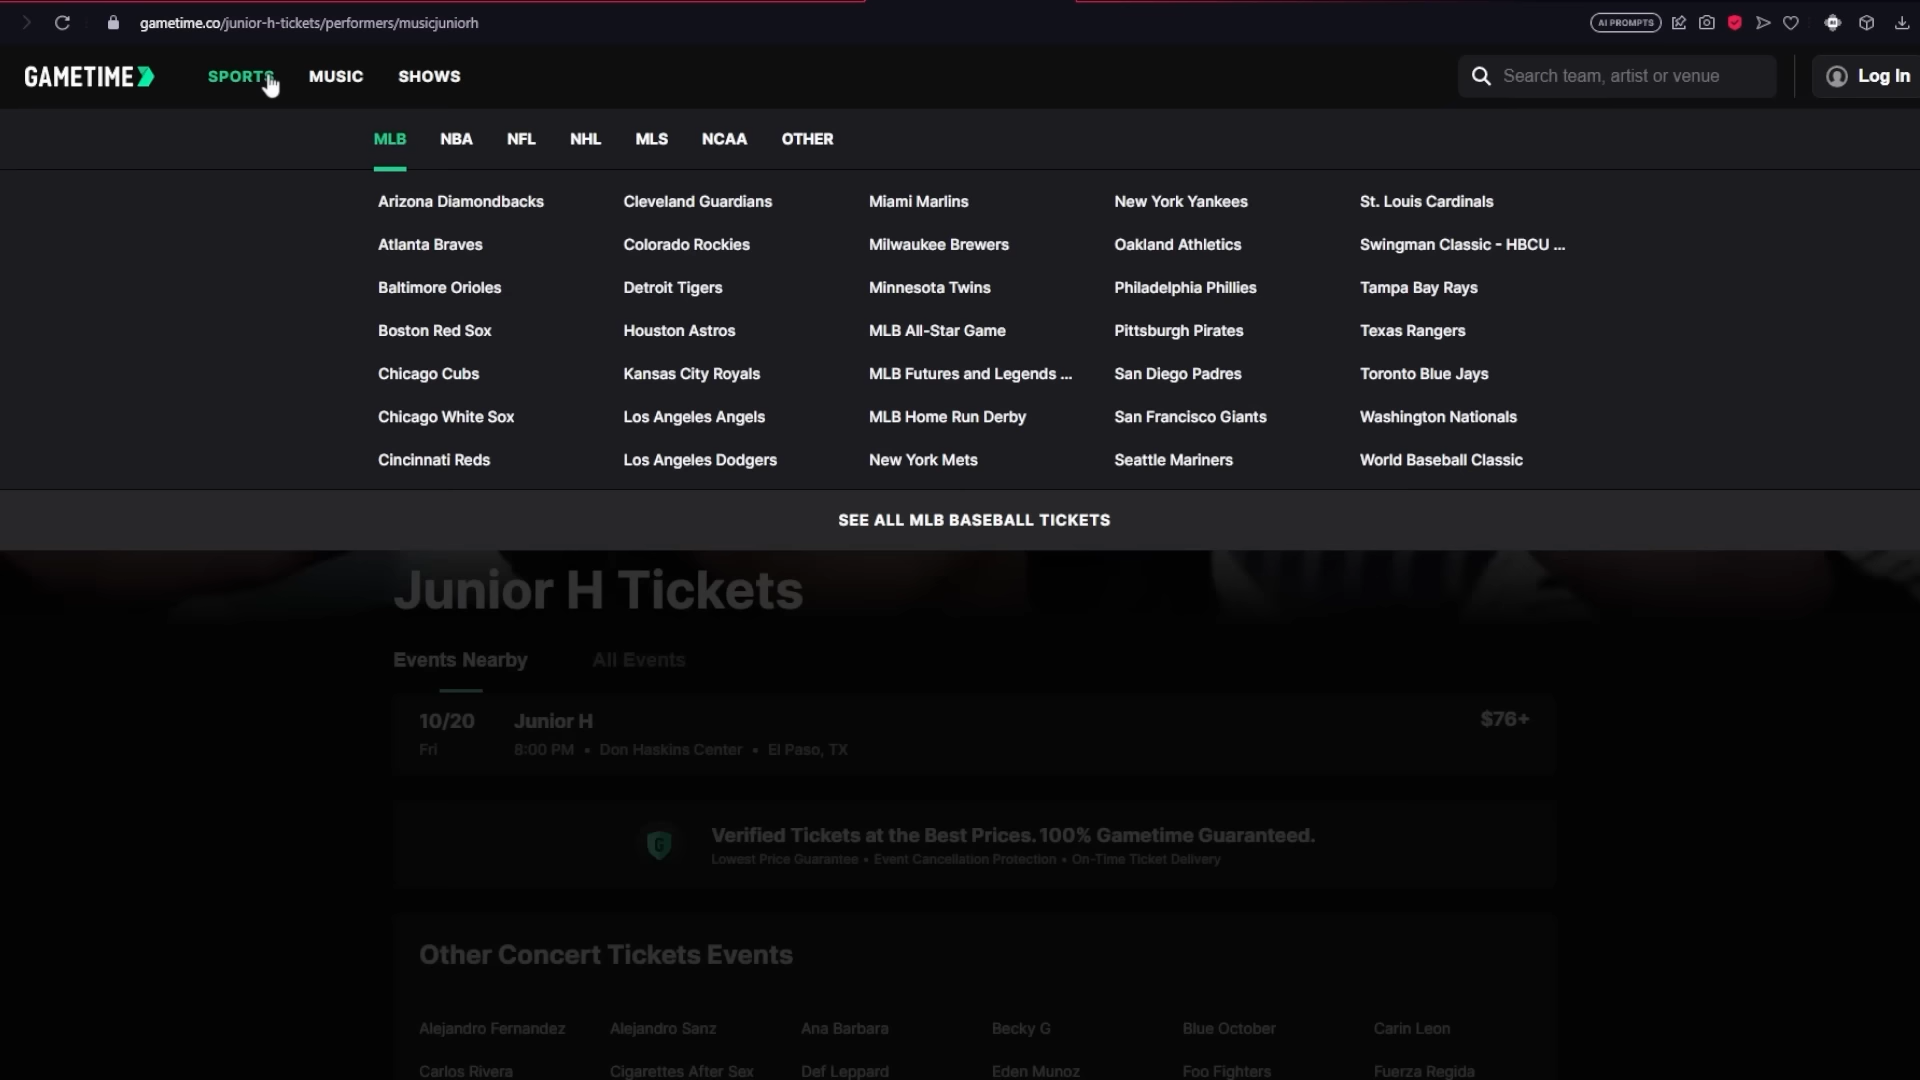 gametime.co/junior-h-tickets/performers/musicjuniorh
AI PROMPTS
GAMETIME
SPORTS
MUSIC
SHOWS
Search team, artist or venue
Log In
MLB
NBA
NFL
NHL
MLS
NCAA
OTHER
Arizona Diamondbacks
Cleveland Guardians
Miami Marlins
New York Yankees
St. Louis Cardinals
Atlanta Braves
Colorado Rockies
Milwaukee Brewers
Oakland Athletics
Swingman Classic - HBCU ...
Baltimore Orioles
Detroit Tigers
Minnesota Twins
Philadelphia Phillies
Tampa Bay Rays
Boston Red Sox
Houston Astros
MLB All-Star Game
Pittsburgh Pirates
Texas Rangers
Chicago Cubs
Kansas City Royals
MLB Futures and Legends ...
San Diego Padres
Toronto Blue Jays
Chicago White Sox
Los Angeles Angels
MLB Home Run Derby
San Francisco Giants
Washington Nationals
Cincinnati Reds
Los Angeles Dodgers
New York Mets
Seattle Mariners
World Baseball Classic
SEE ALL MLB BASEBALL TICKETS
Junior H Tickets
Events Nearby
All Events
10/20
Junior H
$76+
Fri
8:00 PM • Don Haskins Center • El Paso, TX
Verified Tickets at the Best Prices. 100% Gametime Guaranteed.
Lowest Price Guarantee • Event Cancellation Protection • On-Time Ticket Delivery
Other Concert Tickets Events
Alejandro Fernandez
Alejandro Sanz
Ana Barbara
Becky G
Blue October
Carin Leon
Carlos Rivera
Cigarettes After Sex
Def Leppard
Eden Munoz
Foo Fighters
Fuerza Regida